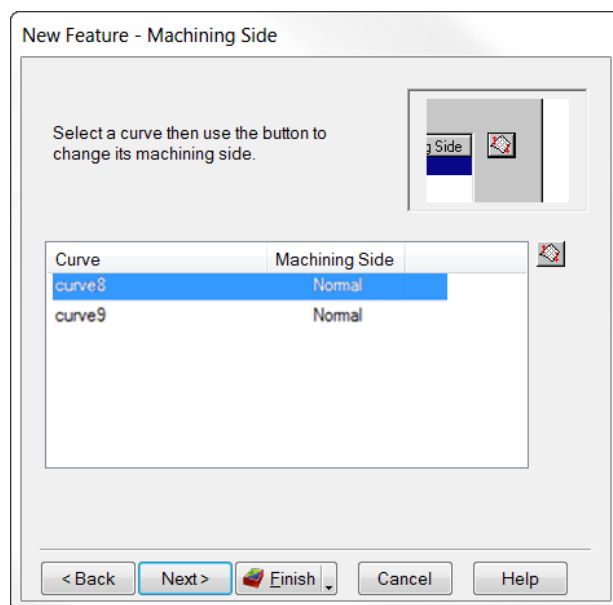 New Feature - Machining Side
Select a curve then use the button to
change its machining side.
g Side
Curve Machining Side
curve8 Normal
curve9 Normal
< Back Next > Finish Cancel Help